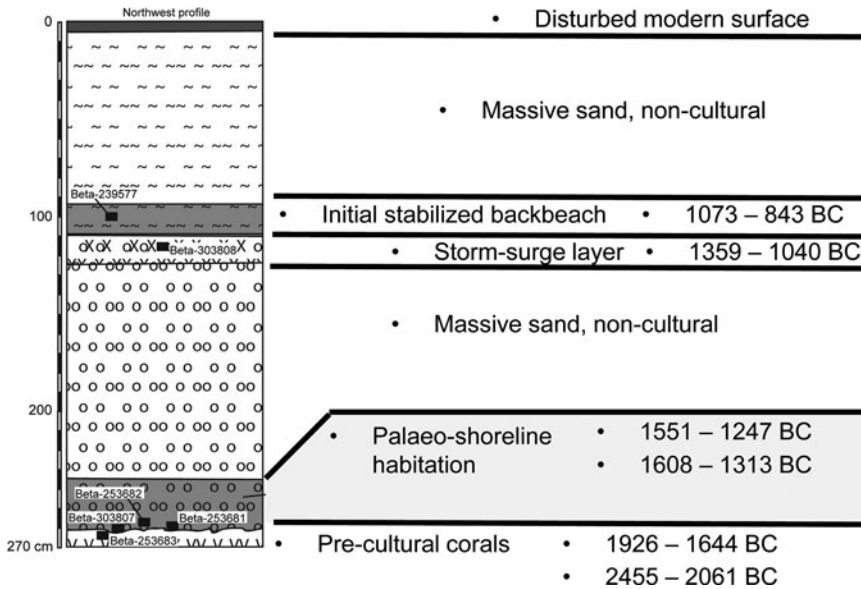 Northwest profile
0
• Disturbed modern surface
• Massive sand, non-cultural
Beta-239577
100
• Initial stabilized backbeach • 1073 – 843 BC
Beta-303808
• Storm-surge layer • 1359 – 1040 BC
• Massive sand, non-cultural
200
• Palaeo-shoreline • 1551 – 1247 BC
habitation • 1608 – 1313 BC
Beta-253682
Beta-303807
Beta-253681
Beta-253683
270 cm
• Pre-cultural corals • 1926 – 1644 BC
• 2455 – 2061 BC